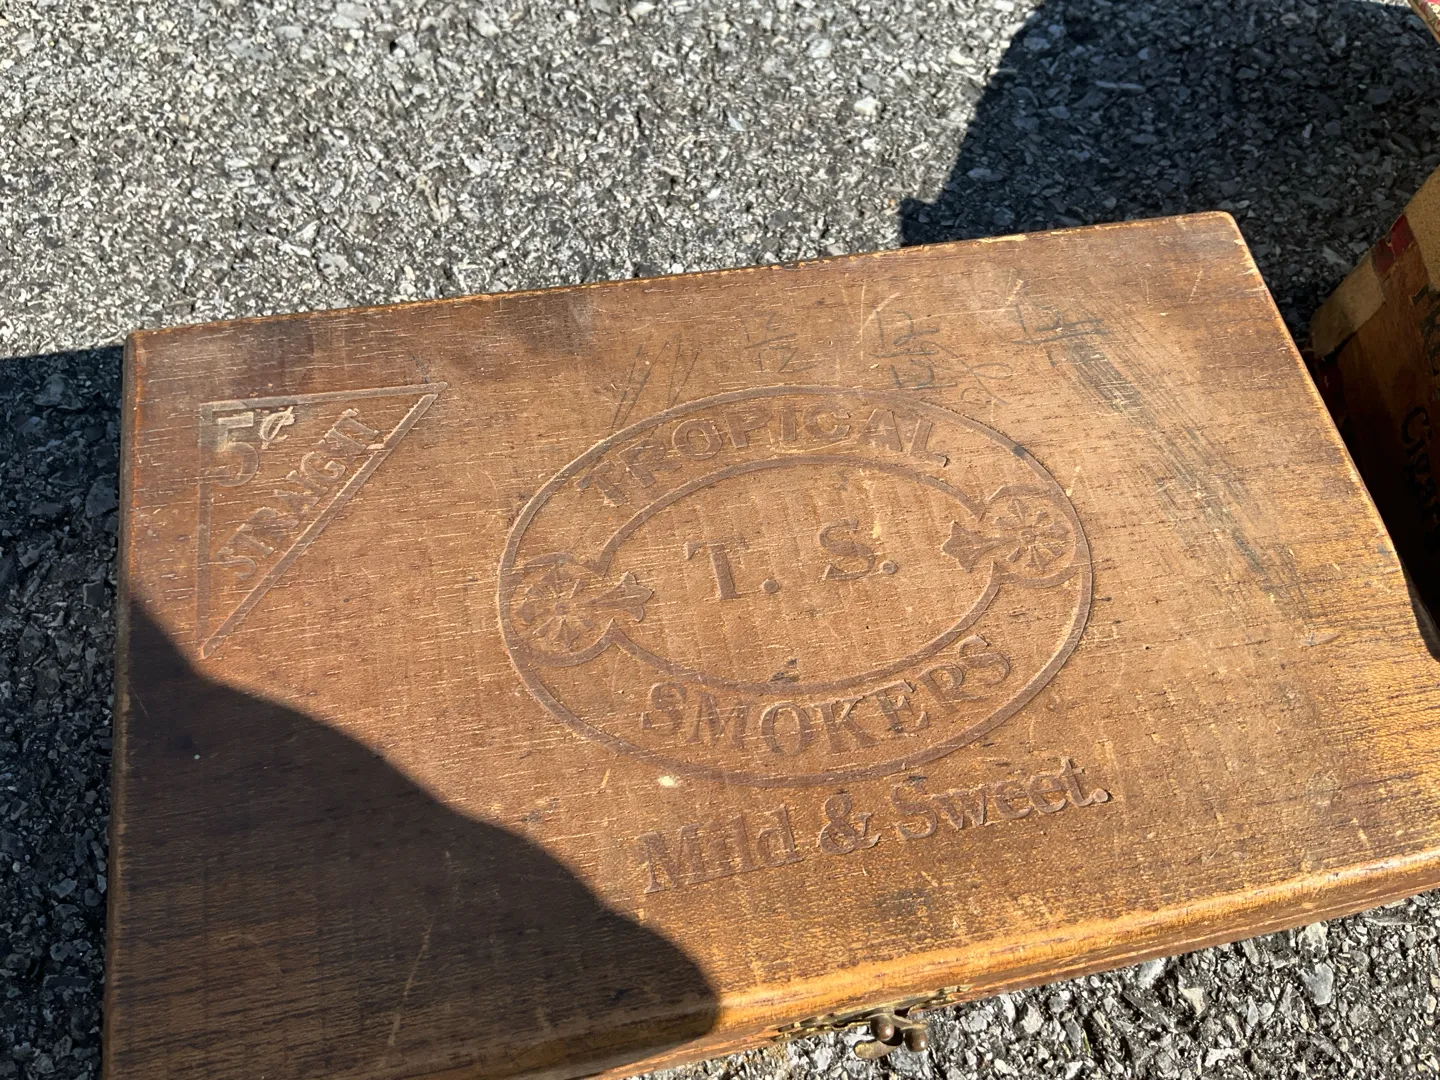 5¢
STRAIGHT
TROPICAL
T. S.
SMOKERS
Mild & Sweet.